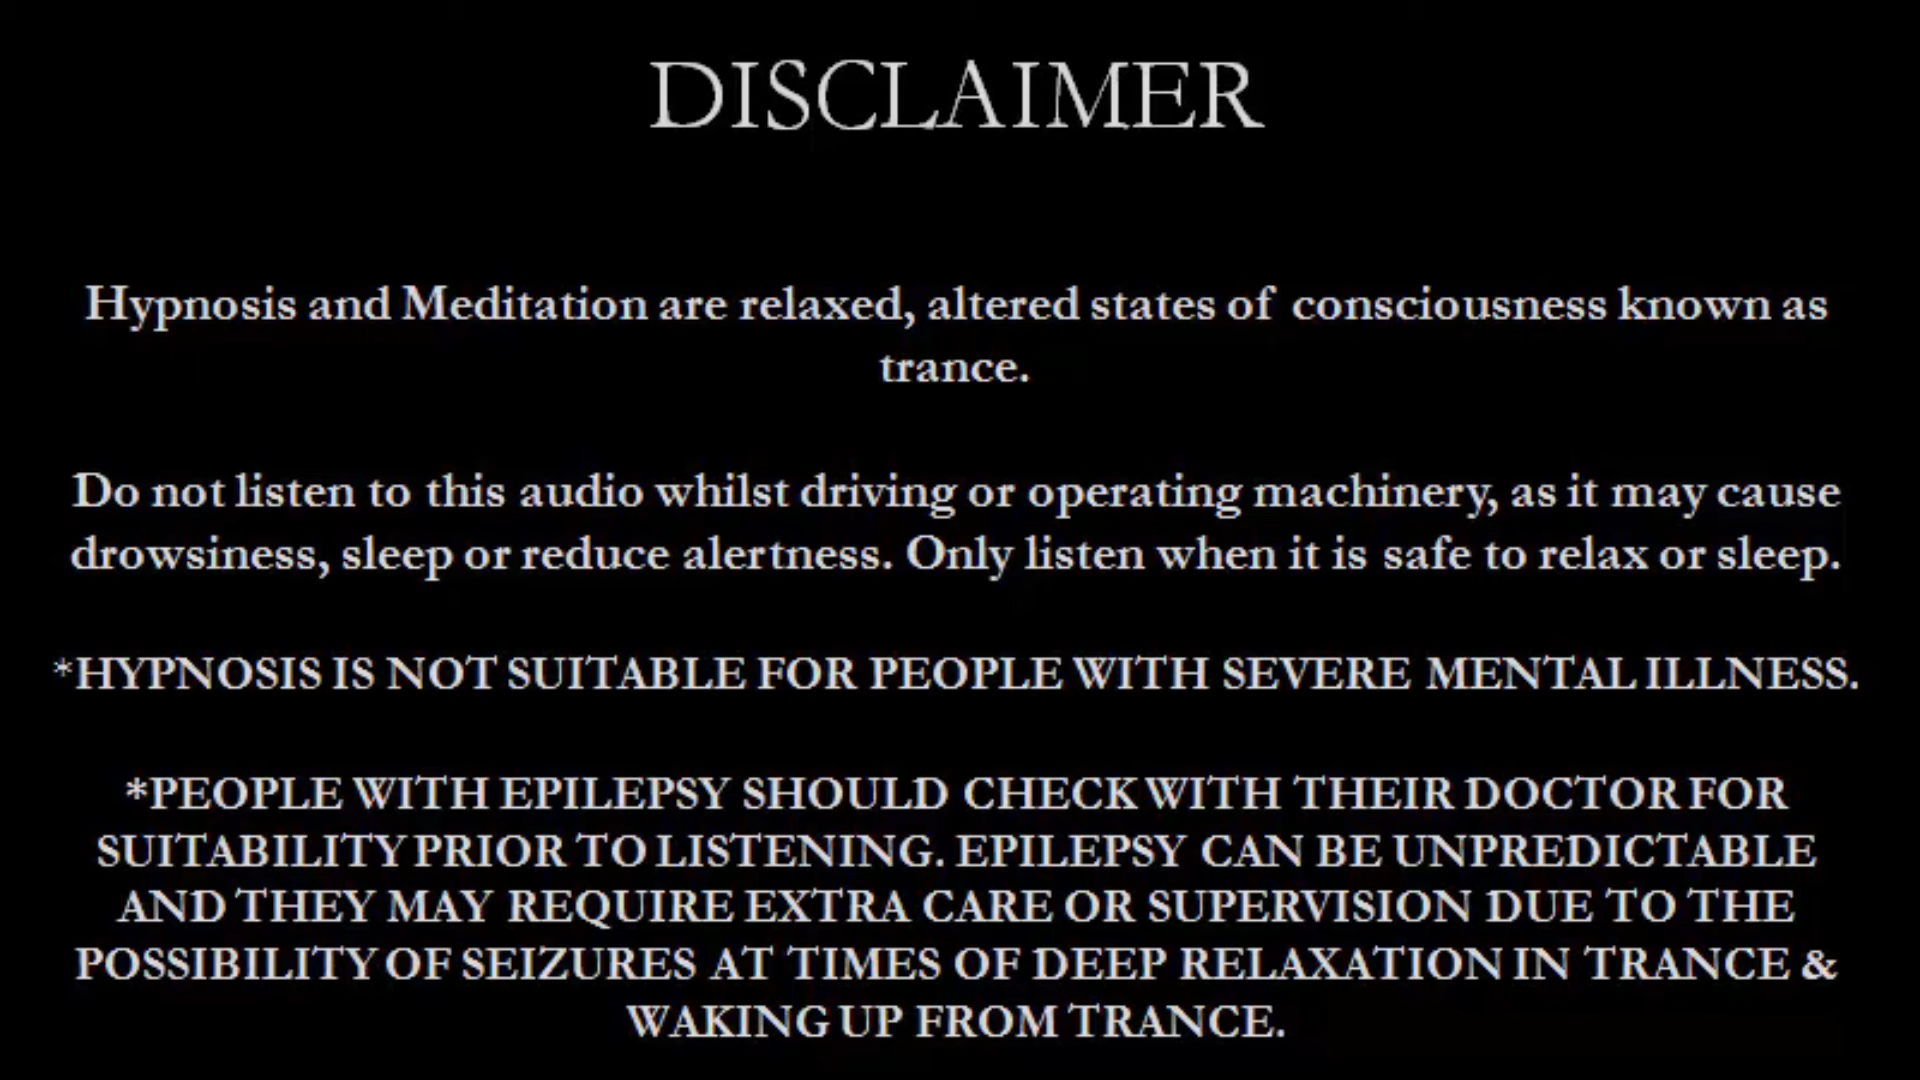 DISCLAIMER
Hypnosis and Meditation are relaxed, altered states of consciousness known as
trance.
Do not listen to this audio whilst driving or operating machinery, as it may cause
drowsiness, sleep or reduce alertness. Only listen when it is safe to relax or sleep.
*HYPNOSIS IS NOT SUITABLE FOR PEOPLE WITH SEVERE MENTAL ILLNESS.
*PEOPLE WITH EPILEPSY SHOULD CHECK WITH THEIR DOCTOR FOR
SUITABILITY PRIOR TO LISTENING. EPILEPSY CAN BE UNPREDICTABLE
AND THEY MAY REQUIRE EXTRA CARE OR SUPERVISION DUE TO THE
POSSIBILITY OF SEIZURES AT TIMES OF DEEP RELAXATION IN TRANCE &
WAKING UP FROM TRANCE.